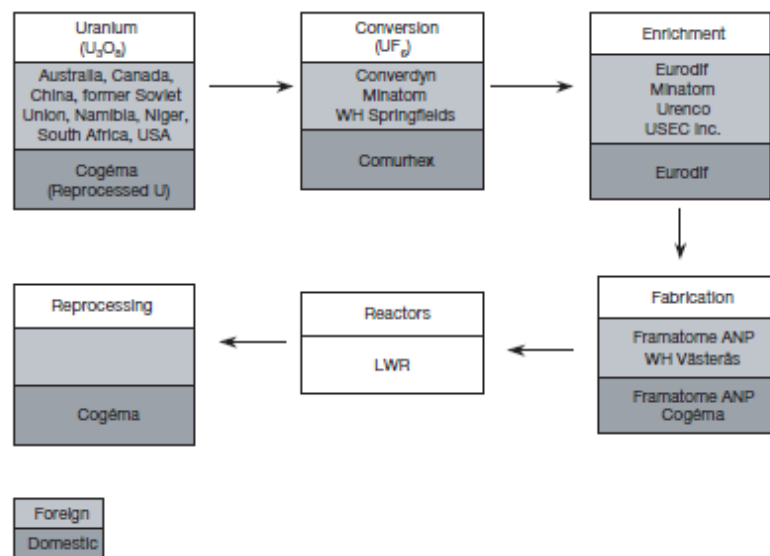 Uranium
(U₃O₈)
Australia, Canada,
China, former Soviet
Union, Namibia, Niger,
South Africa, USA
Cogéma
(Reprocessed U)
Conversion
(UF₆)
Converdyn
Minatom
WH Springfields
Comurhex
Enrichment
Eurodif
Minatom
Urenco
USEC Inc.
Eurodif
Fabrication
Framatome ANP
WH Västerås
Framatome ANP
Cogéma
Reactors
LWR
Reprocessing
Cogéma
Foreign
Domestic